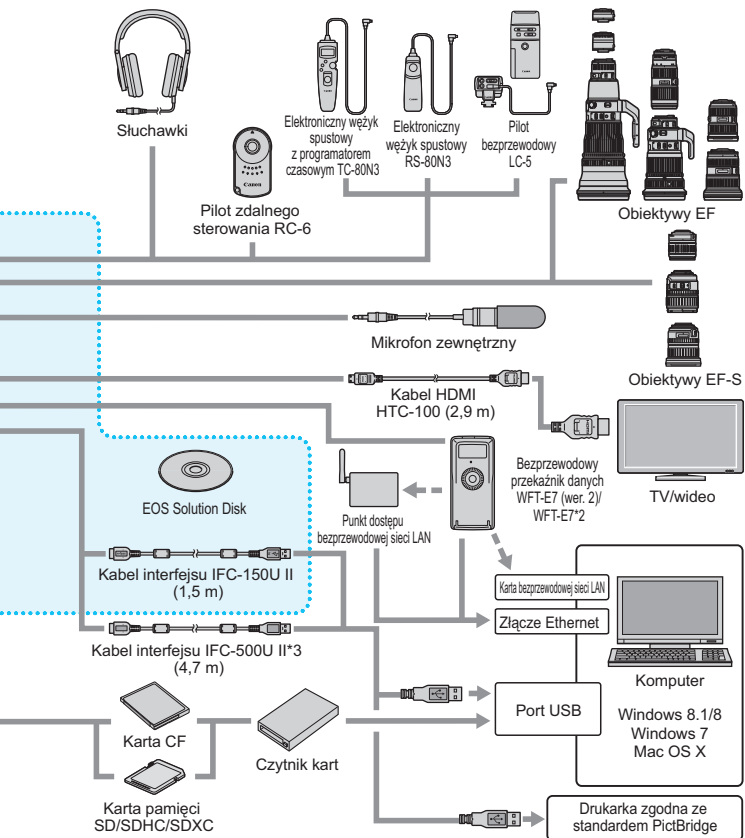 Słuchawki
Canon
Pilot zdalnego
sterowania RC-6
Elektroniczny wężyk
spustowy
z programatorem
czasowym TC-80N3
Elektroniczny
wężyk spustowy
RS-80N3
Pilot
bezprzewodowy
LC-5
Obiektywy EF
Mikrofon zewnętrzny
Obiektywy EF-S
Kabel HDMI
HTC-100 (2,9 m)
TV/wideo
EOS Solution Disk
Punkt dostępu
bezprzewodowej sieci LAN
Bezprzewodowy
przekaźnik danych
WFT-E7 (wer. 2)/
WFT-E7*2
Kabel interfejsu IFC-150U II
(1,5 m)
Karta bezprzewodowej sieci LAN
Złącze Ethernet
Kabel interfejsu IFC-500U II*3
(4,7 m)
Komputer
Windows 8.1/8
Windows 7
Mac OS X
Port USB
Karta CF
Czytnik kart
Karta pamięci
SD/SDHC/SDXC
Drukarka zgodna ze
standardem PictBridge